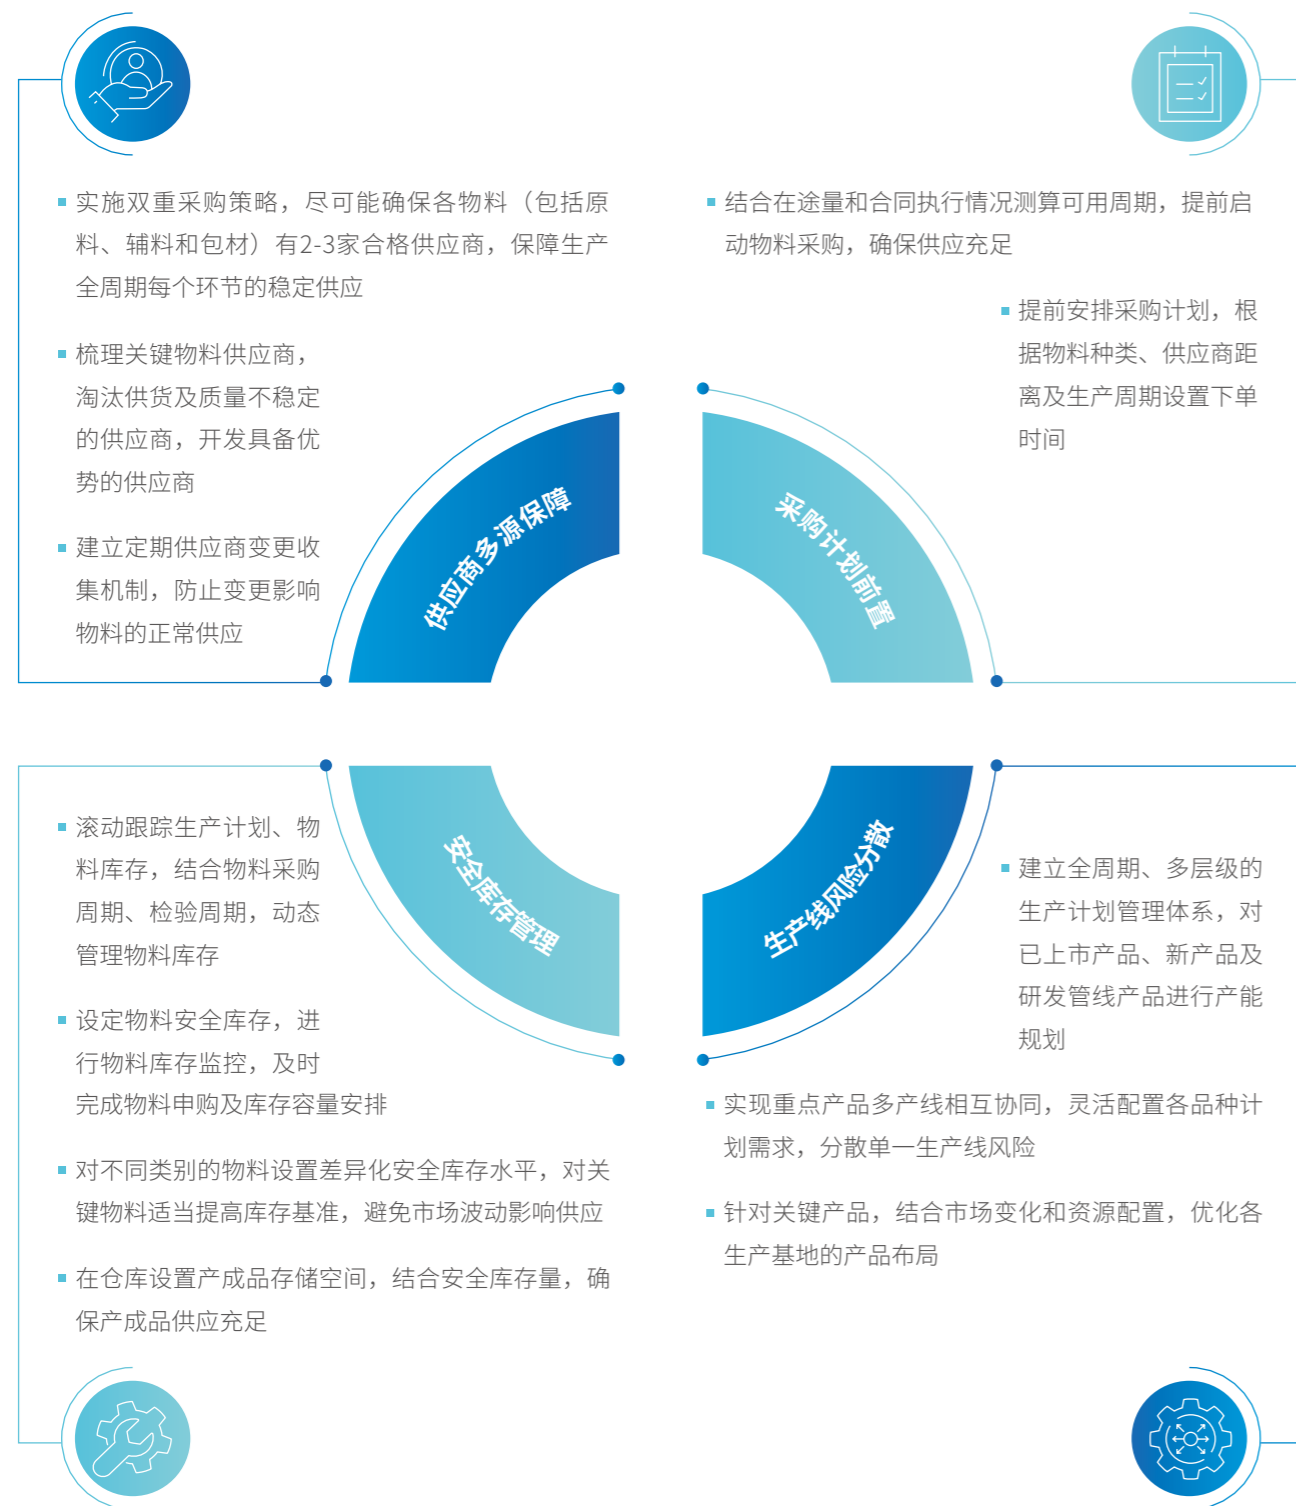 实施双重采购策略，尽可能确保各物料（包括原
料、辅料和包材）有2-3家合格供应商，保障生产
全周期每个环节的稳定供应
梳理关键物料供应商，
淘汰供货及质量不稳定
的供应商，开发具备优
势的供应商
建立定期供应商变更收
集机制，防止变更影响
物料的正常供应
供应商多源保障
结合在途量和合同执行情况测算可用周期，提前启
动物料采购，确保供应充足
提前安排采购计划，根
据物料种类、供应商距
离及生产周期设置下单
时间
采购计划前置
滚动跟踪生产计划、物
料库存，结合物料采购
周期、检验周期，动态
管理物料库存
设定物料安全库存，进
行物料库存监控，及时
完成物料申购及库存容量安排
对不同类别的物料设置差异化安全库存水平，对关
键物料适当提高库存基准，避免市场波动影响供应
在仓库设置产成品存储空间，结合安全库存量，确
保产成品供应充足
安全库存管理
生产线风险分散
建立全周期、多层级的
生产计划管理体系，对
已上市产品、新产品及
研发管线产品进行产能
规划
实现重点产品多产线相互协同，灵活配置各品种计
划需求，分散单一生产线风险
针对关键产品，结合市场变化和资源配置，优化各
生产基地的产品布局